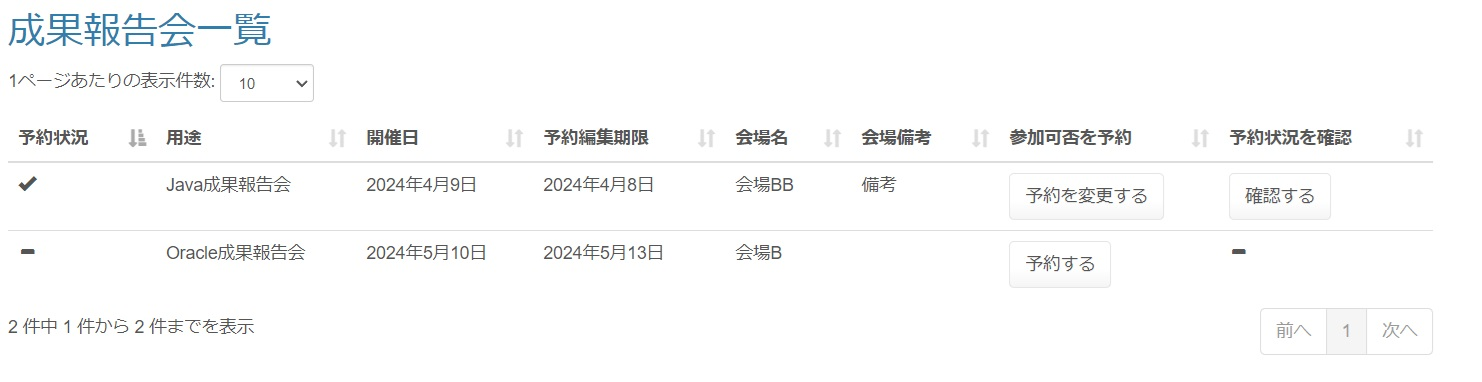 成果報告会一覧
1ページあたりの表示件数: 10
予約状況 用途 開催日 予約編集期限 会場名 会場備考 参加可否を予約 予約状況を確認
Java成果報告会 2024年4月9日 2024年4月8日 会場BB 備考 予約を変更する 確認する
Oracle成果報告会 2024年5月10日 2024年5月13日 会場B 予約する
2 件中 1 件から 2 件までを表示 前へ 1 次へ